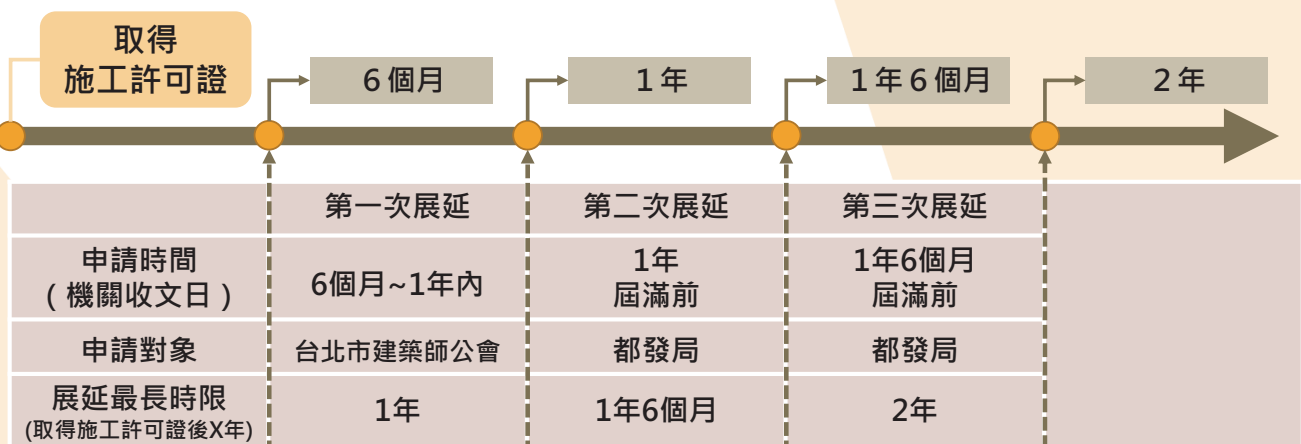 取得
施工許可證
6個月
1年
1年6個月
2年
第一次展延
第二次展延
第三次展延
申請時間
(機關收文日)
6個月~1年內
1年
屆滿前
1年6個月
屆滿前
申請對象
台北市建築師公會
都發局
都發局
展延最長時限
(取得施工許可證後X年)
1年
1年6個月
2年